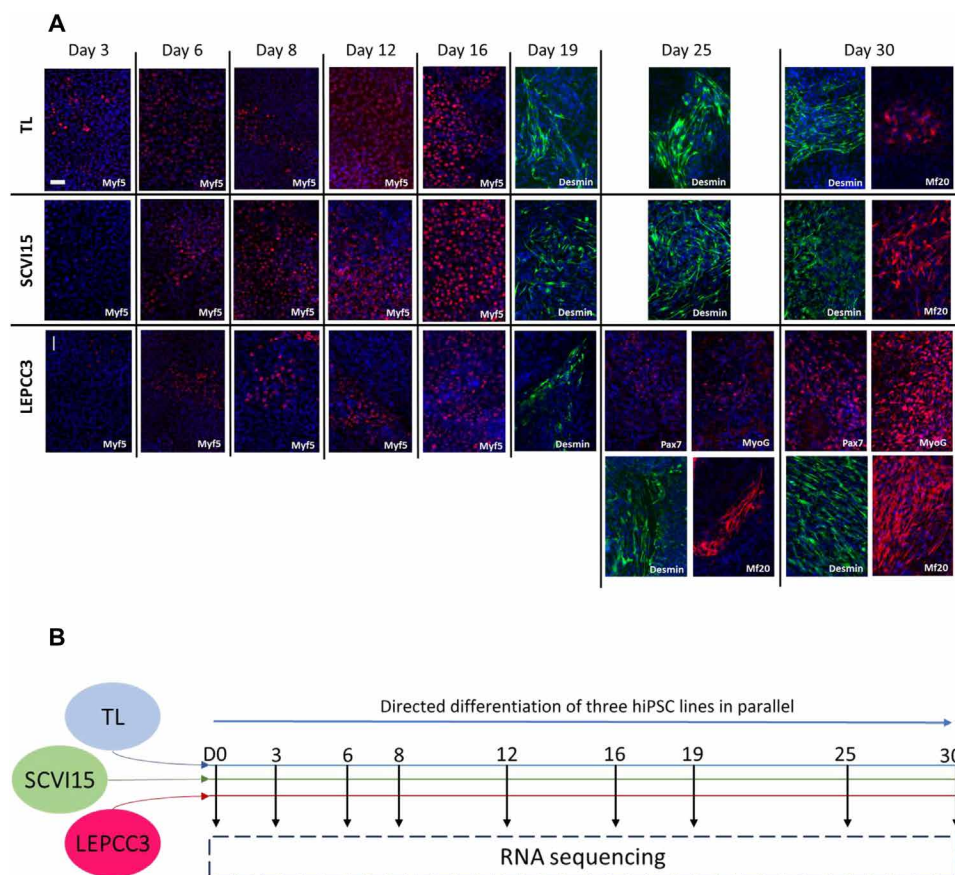 A
Day 3 Day 6 Day 8 Day 12 Day 16 Day 19 Day 25 Day 30
TL
Myf5 Myf5 Myf5 Myf5 Myf5 Desmin Desmin Desmin Mf20
SCVI15
Myf5 Myf5 Myf5 Myf5 Myf5 Desmin Desmin Desmin Mf20
LEPCC3
Myf5 Myf5 Myf5 Myf5 Myf5 Desmin Pax7 MyoG Pax7 MyoG
Desmin Mf20 Desmin Mf20
B
TL
Directed differentiation of three hiPSC lines in parallel
D0 3 6 8 12 16 19 25 30
SCVI15
LEPCC3
RNA sequencing